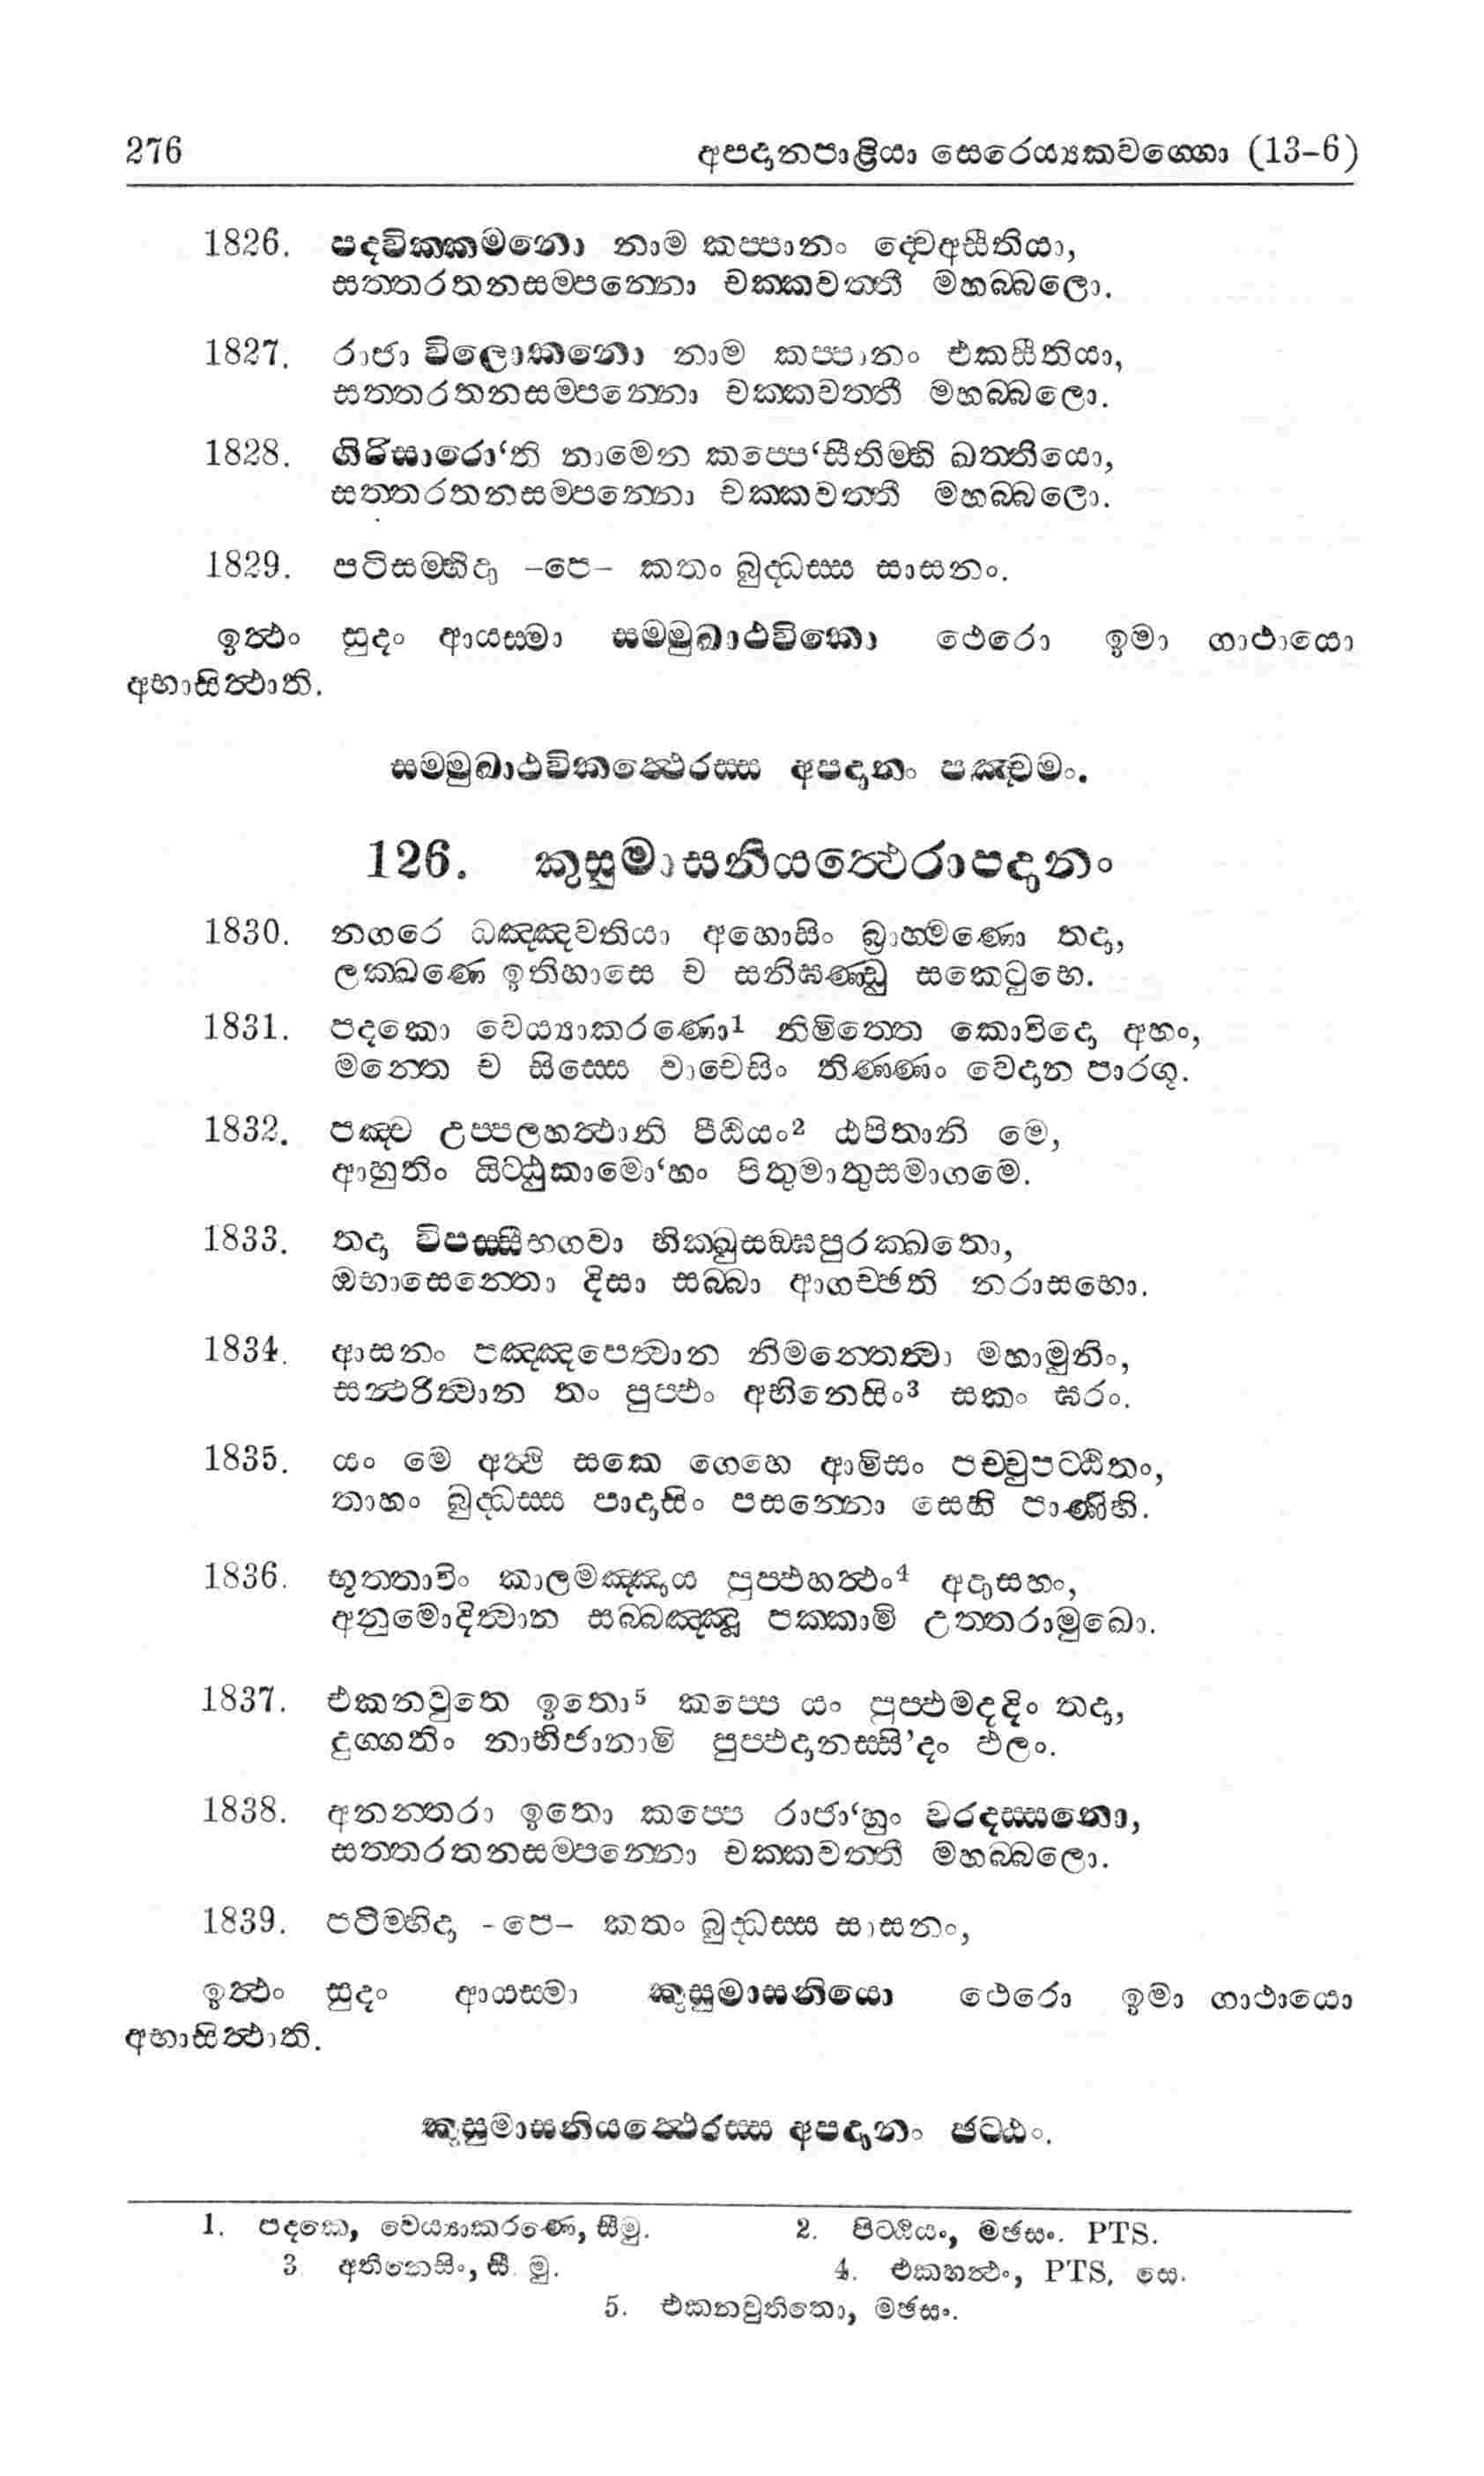 276 අපදානපාළියා සෙරෙය්‍යකවග්ගො (13-6)
1826. පදවික්කමනො නාම කප්පානං ද්වෙඅසීතියා,
සත්තරතනසම්පන්නො චක්කවත්තී මහබ්බලො.
1827. රාජා විලොකනො නාම කප්පානං එකසීතියා,
සත්තරතනසම්පන්නො චක්කවත්තී මහබ්බලො.
1828. ගිරිසාරො‘ති නාමෙන කප්පෙ‘සීතිම්හි ඛත්තියො,
සත්තරතනසම්පන්නො චක්කවත්තී මහබ්බලො.
1829. පටිසම්භිදා -පෙ- කතං බුද්ධස්ස සාසනං.
ඉත්ථං සුදං ආයස්මා සම්මුඛාථවිකො ථෙරො ඉමා ගාථායො
අභාසිත්ථාති.
සම්මුඛාථවිකත්ථෙරස්ස අපදානං පඤ්චමං.
126. කුසුමාසනියත්ථෙරාපදානං
1830. නගරෙ ධඤ්ඤවතියා අහොසිං බ්‍රාහ්මණො තදා,
ලක්ඛණෙ ඉතිහාසෙ ච සනිඝණ්ඩු සකෙටුභෙ.
1831. පදකො වෙය්‍යාකරණො1 නිමිත්තෙ කොවිදො අහං,
මන්තෙ ච සිස්සෙ වාචෙසිං තිණ්ණං වෙදාන පාරගූ.
1832. පඤ්ච උප්පලහත්ථානි පීඨියං2 ඨපිතානි මෙ,
ආහුතිං යිට්ඨුකාමො‘හං පිතුමාතුසමාගමෙ.
1833. තදා විපස්සීභගවා භික්ඛුසඞ්ඝපුරක්ඛතො,
ඔභාසෙන්තො දිසා සබ්බා ආගච්ඡති නරාසභො.
1834. ආසනං පඤ්ඤපෙත්වාන නිමන්තෙත්වා මහාමුනිං,
සන්ථරිත්වාන තං පුප්ඵං අභිනෙසිං3 සකං ඝරං.
1835. යං මෙ අත්ථි සකෙ ගෙහෙ ආමිසං පච්චුපට්ඨිතං,
තාහං බුද්ධස්ස පාදාසිං පසන්නො සෙහි පාණිහි.
1836. භූත්තාවිං කාලමඤ්ඤාය පුප්ඵහත්ථං4 අදාසහං,
අනුමොදිත්වාන සබ්බඤ්ඤූ පක්කාමි උත්තරාමුඛො.
1837. එකනවුතෙ ඉතො5 කප්පෙ යං පුප්ඵමදදිං තදා,
දුග්ගතිං නාභිජානාමි පුප්ඵදානස්සි’දං ඵලං.
1838. අනන්තරා ඉතො කප්පෙ රාජා‘හුං වරදස්සනො,
සත්තරතනසම්පන්නො චක්කවත්තී මහබ්බලො.
1839. පටිම්භිදා -පෙ- කතං බුද්ධස්ස සාසනං,
ඉත්ථං සුදං ආයස්මා කුසුමාසනියො ථෙරො ඉමා ගාථායො
අභාසිත්ථාති.
කුසුමාසනියත්ථෙරස්ස අපදානං ඡට්ඨං.
1. පදකෙ, වෙය්‍යාකරණෙ, සීමු. 2. පිට්ඨියං, මඡසං. PTS.
3 අතිනෙසිං, සී. මු. 4. එකහත්ථං, PTS, සෙ.
5. එකනවුතිතො, මඡසං.